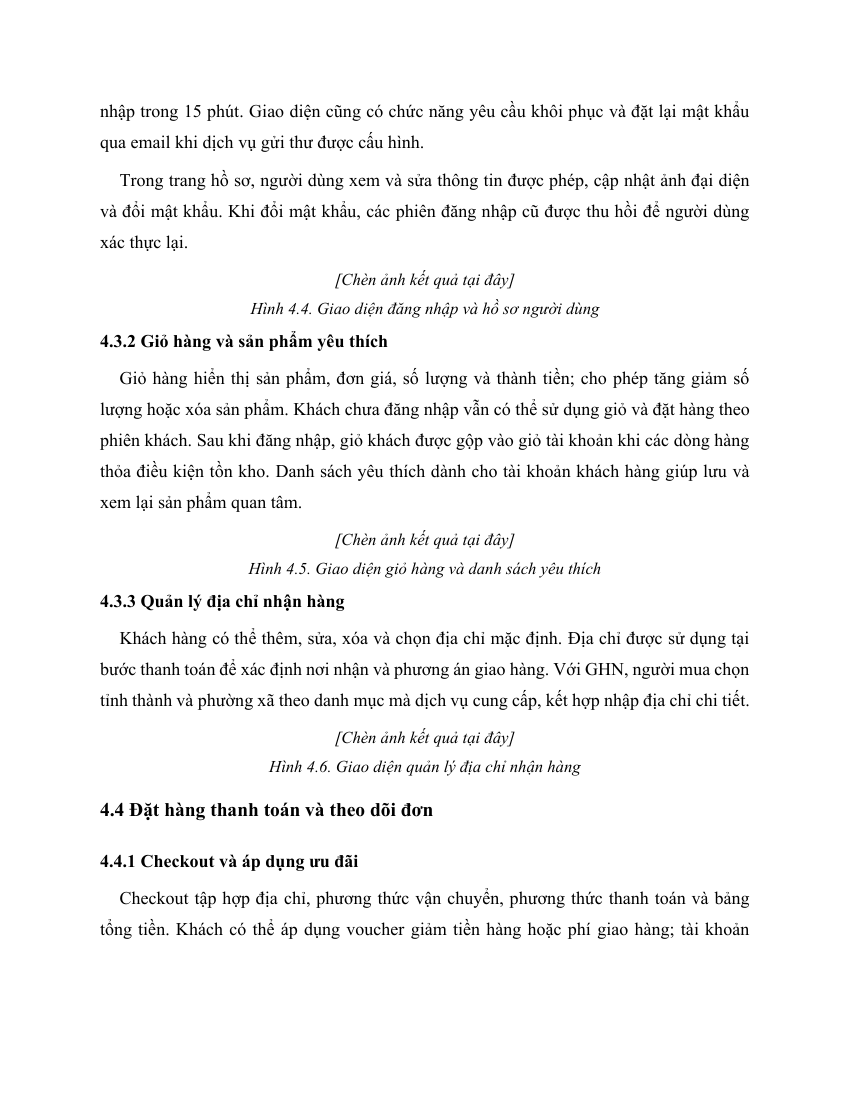 nhập trong 15 phút. Giao diện cũng có chức năng yêu cầu khôi phục và đặt lại mật khẩu
qua email khi dịch vụ gửi thư được cấu hình.
Trong trang hồ sơ, người dùng xem và sửa thông tin được phép, cập nhật ảnh đại diện
và đổi mật khẩu. Khi đổi mật khẩu, các phiên đăng nhập cũ được thu hồi để người dùng
xác thực lại.
[Chèn ảnh kết quả tại đây]
Hình 4.4. Giao diện đăng nhập và hồ sơ người dùng
4.3.2 Giỏ hàng và sản phẩm yêu thích
Giỏ hàng hiển thị sản phẩm, đơn giá, số lượng và thành tiền; cho phép tăng giảm số
lượng hoặc xóa sản phẩm. Khách chưa đăng nhập vẫn có thể sử dụng giỏ và đặt hàng theo
phiên khách. Sau khi đăng nhập, giỏ khách được gộp vào giỏ tài khoản khi các dòng hàng
thỏa điều kiện tồn kho. Danh sách yêu thích dành cho tài khoản khách hàng giúp lưu và
xem lại sản phẩm quan tâm.
[Chèn ảnh kết quả tại đây]
Hình 4.5. Giao diện giỏ hàng và danh sách yêu thích
4.3.3 Quản lý địa chỉ nhận hàng
Khách hàng có thể thêm, sửa, xóa và chọn địa chỉ mặc định. Địa chỉ được sử dụng tại
bước thanh toán để xác định nơi nhận và phương án giao hàng. Với GHN, người mua chọn
tỉnh thành và phường xã theo danh mục mà dịch vụ cung cấp, kết hợp nhập địa chỉ chi tiết.
[Chèn ảnh kết quả tại đây]
Hình 4.6. Giao diện quản lý địa chỉ nhận hàng
4.4 Đặt hàng thanh toán và theo dõi đơn
4.4.1 Checkout và áp dụng ưu đãi
Checkout tập hợp địa chỉ, phương thức vận chuyển, phương thức thanh toán và bảng
tổng tiền. Khách có thể áp dụng voucher giảm tiền hàng hoặc phí giao hàng; tài khoản